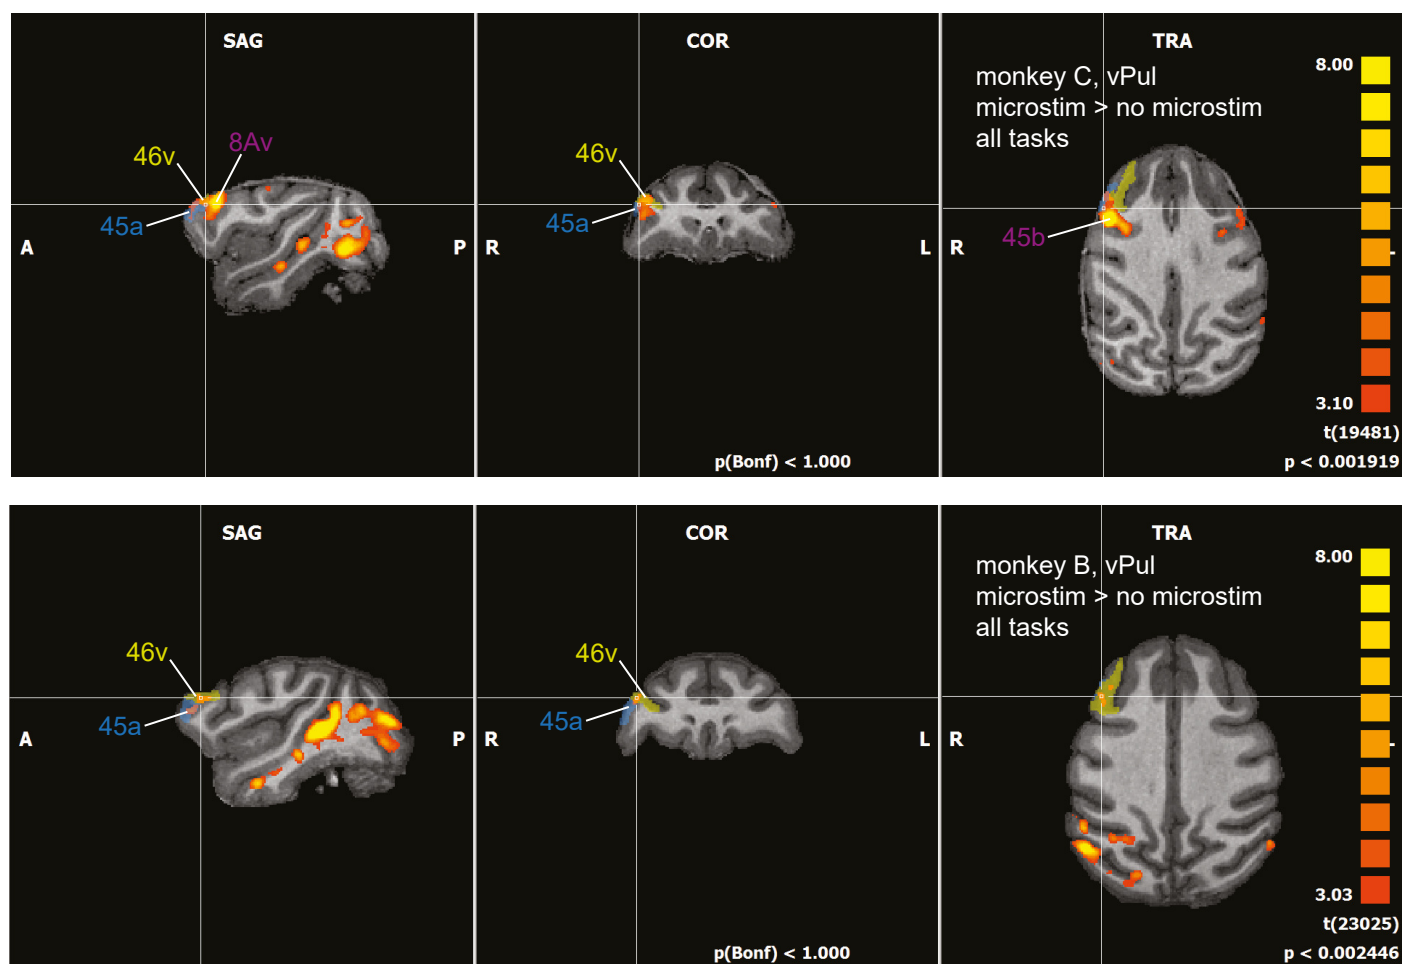 SAG
COR
TRA
monkey C, vPul
microstim > no microstim
all tasks
8.00
46v
8Av
45a
46v
45a
45b
A
P
R
L
R
L
3.10
t(19481)
p(Bonf) < 1.000
p < 0.001919
SAG
COR
TRA
monkey B, vPul
microstim > no microstim
all tasks
8.00
46v
45a
46v
45a
A
P
R
L
R
3.03
t(23025)
p(Bonf) < 1.000
p < 0.002446